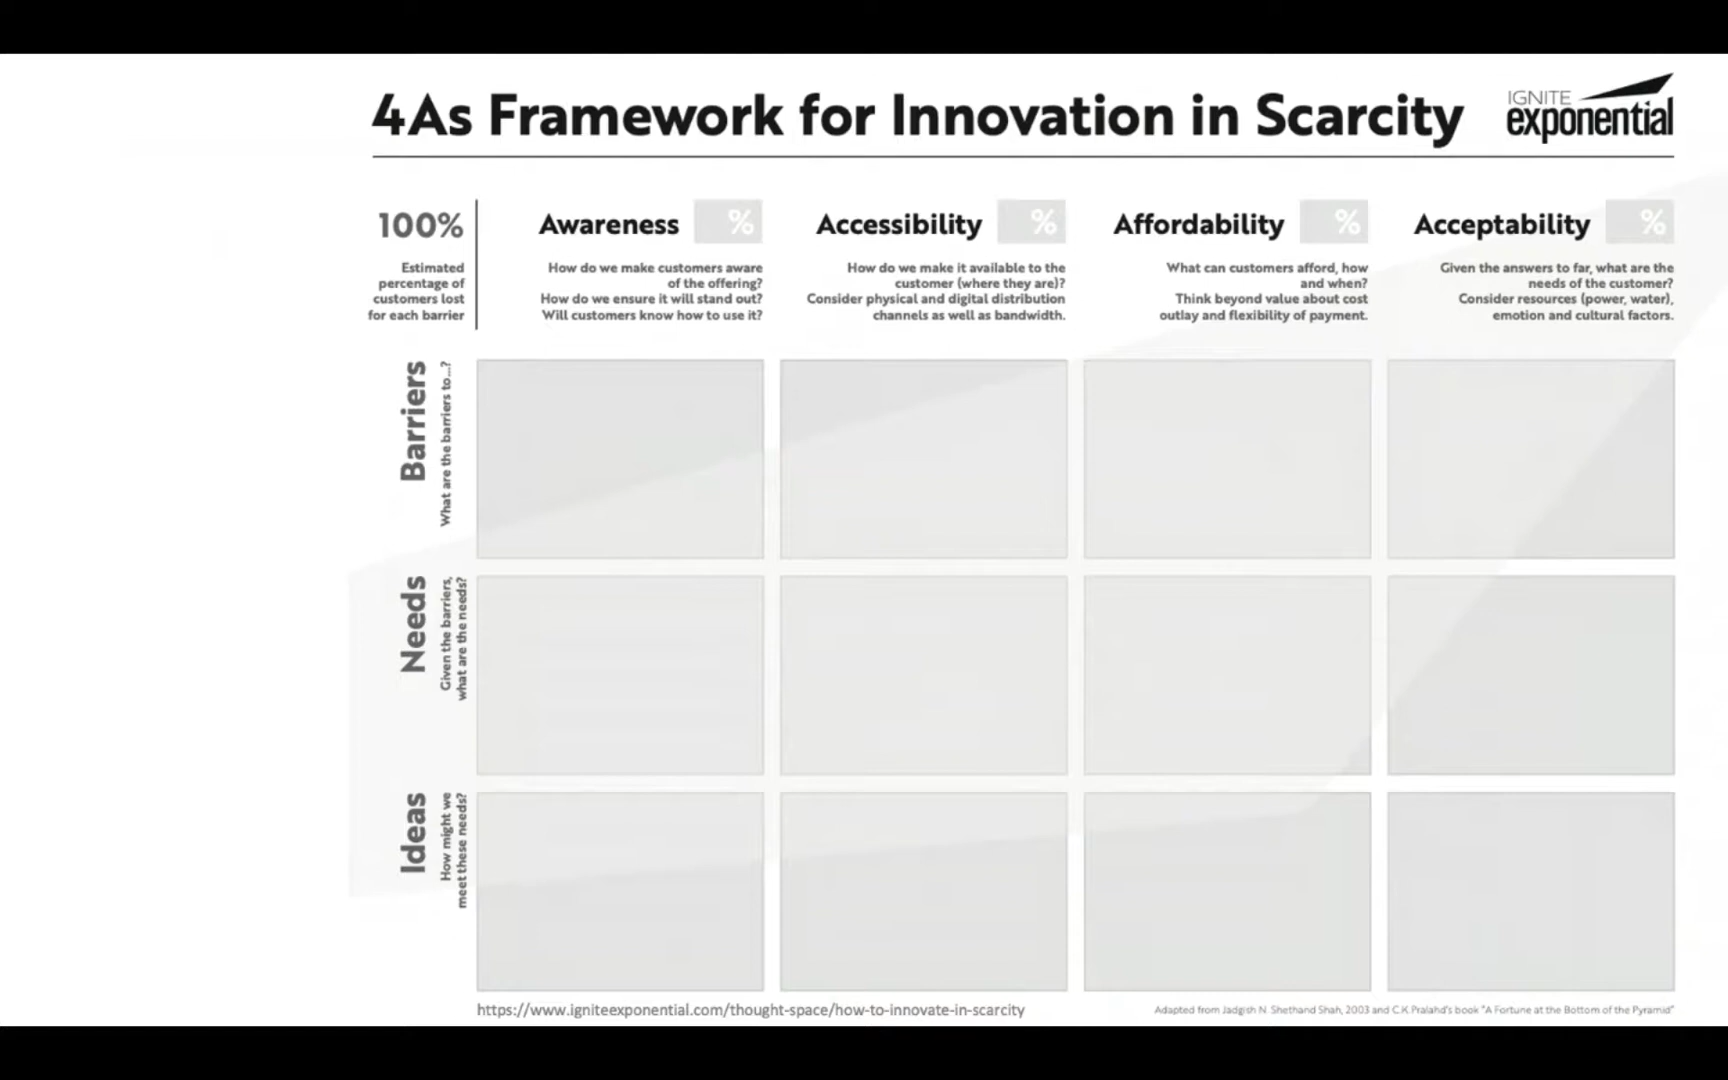 4As Framework for Innovation in Scarcity
IGNITE
exponential
100%
Estimated
percentage of
customers lost
for each barrier
Awareness %
How do we make customers aware
of the offering?
How do we ensure it will stand out?
Will customers know how to use it?
Accessibility %
How do we make it available to the
customer (where they are)?
Consider physical and digital distribution
channels as well as bandwidth.
Affordability %
What can customers afford, how
and when?
Think beyond value about cost
outlay and flexibility of payment.
Acceptability %
Given the answers to far, what are the
needs of the customer?
Consider resources (power, water),
emotion and cultural factors.
Barriers
What are the barriers to...?
Needs
Given the barriers,
what are the needs?
Ideas
How might we
meet these needs?
https://www.igniteexponential.com/thought-space/how-to-innovate-in-scarcity
Adapted from Jadgish N. Shethand Shah, 2003 and C.K.Pralahd's book "A Fortune at the Bottom of the Pyramid"